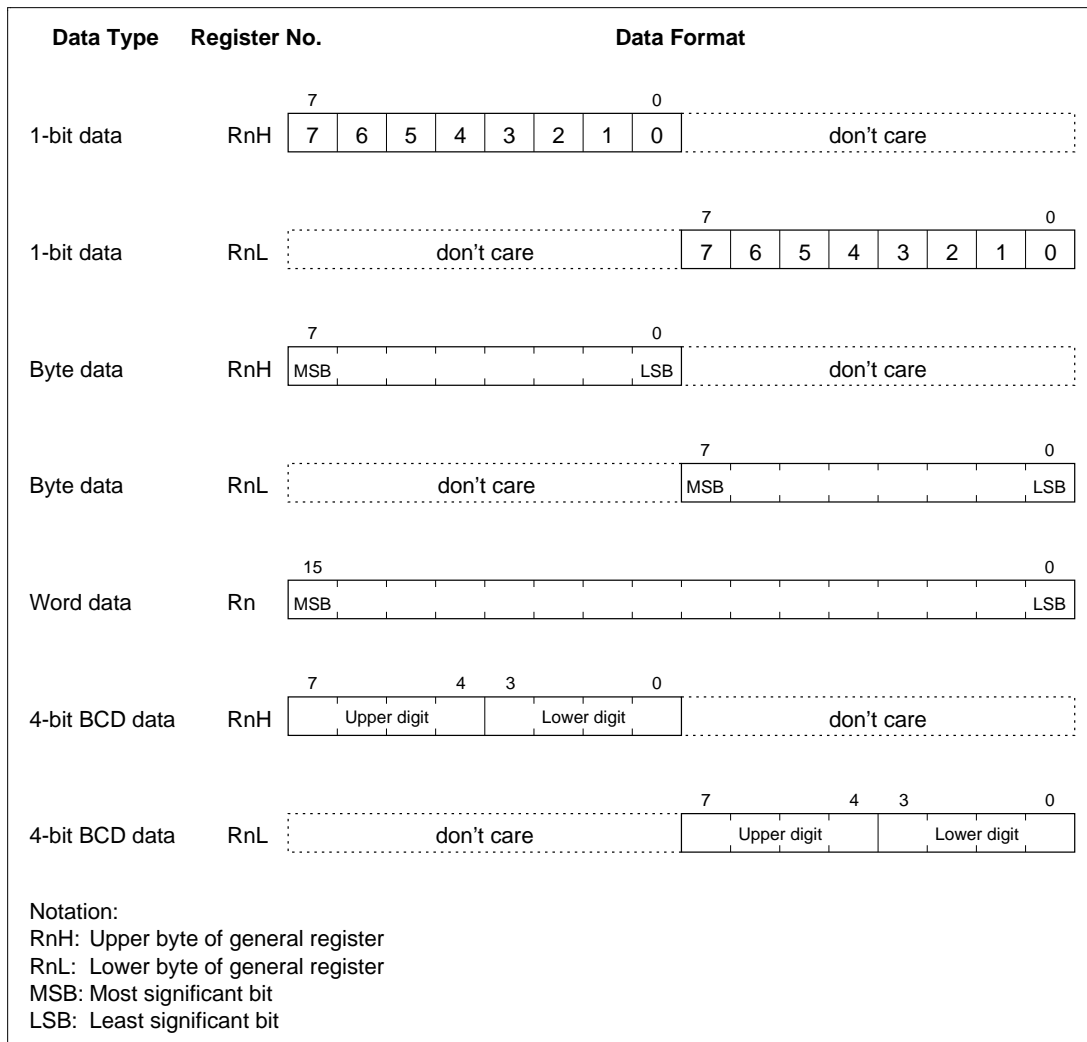 Data Type Register No. Data Format
7 0
1-bit data RnH 7 6 5 4 3 2 1 0 don't care
7 0
1-bit data RnL don't care 7 6 5 4 3 2 1 0
7 0
Byte data RnH MSB LSB don't care
7 0
Byte data RnL don't care MSB LSB
15 0
Word data Rn MSB LSB
7 4 3 0
4-bit BCD data RnH Upper digit Lower digit don't care
7 4 3 0
4-bit BCD data RnL don't care Upper digit Lower digit
Notation:
RnH: Upper byte of general register
RnL: Lower byte of general register
MSB: Most significant bit
LSB: Least significant bit